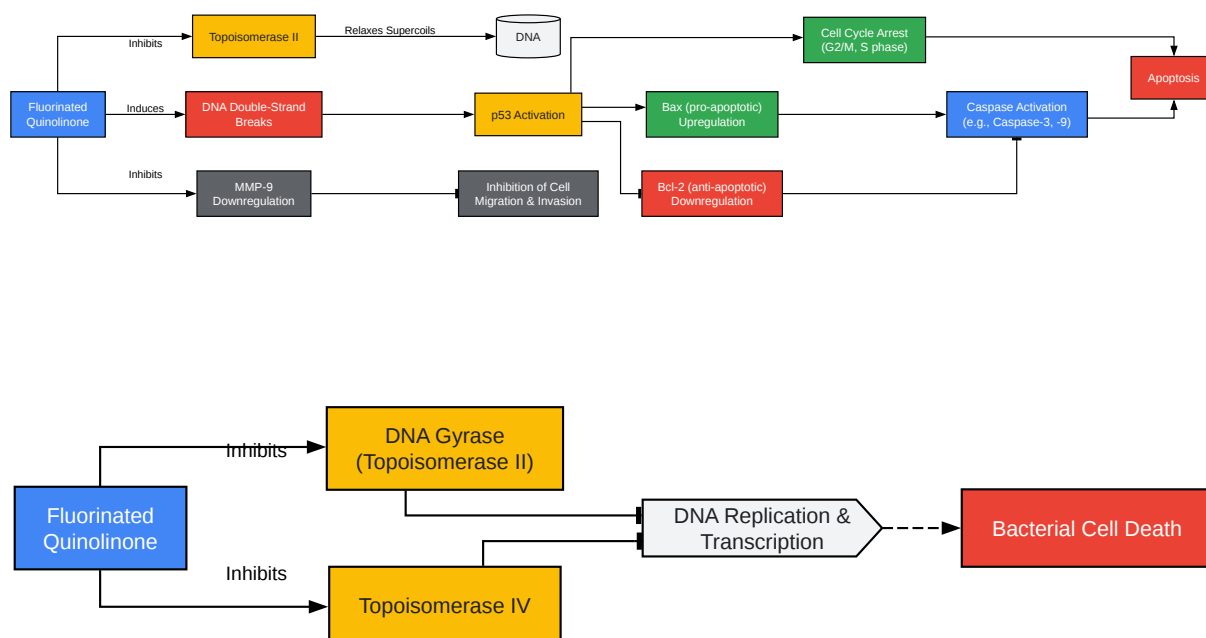 Inhibits
Topoisomerase II
Relaxes Supercoils
DNA
Cell Cycle Arrest
(G2/M, S phase)
Apoptosis
Fluorinated
Quinolinone
Induces
DNA Double-Strand
Breaks
p53 Activation
Bax (pro-apoptotic)
Upregulation
Caspase Activation
(e.g., Caspase-3, -9)
Inhibits
MMP-9
Downregulation
Inhibition of Cell
Migration & Invasion
Bcl-2 (anti-apoptotic)
Downregulation
Inhibits
DNA Gyrase
(Topoisomerase II)
Fluorinated
Quinolinone
DNA Replication &
Transcription
Bacterial Cell Death
Inhibits
Topoisomerase IV